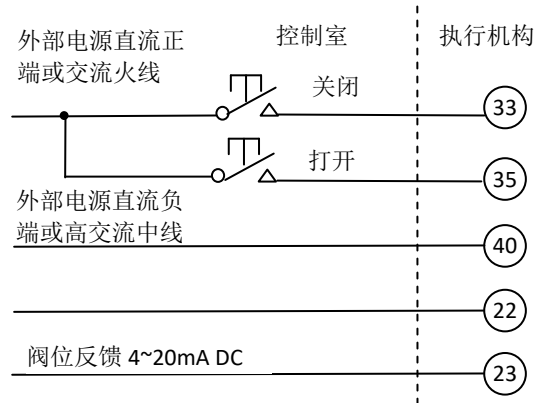 外部电源直流正
端或交流火线
控制室
执行机构
关闭
33
打开
35
外部电源直流负
端或高交流中线
40
22
阀位反馈 4~20mA DC
23